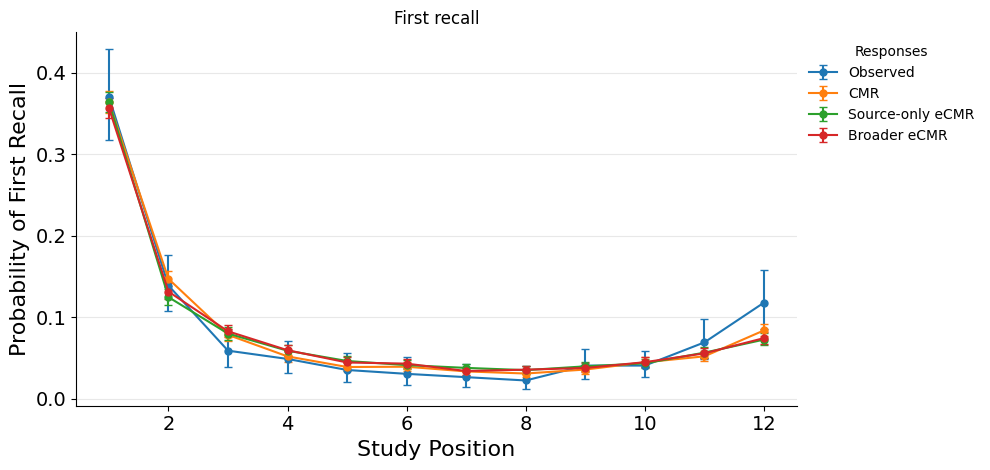 First recall
Probability of First Recall
0.4
0.3
0.2
0.1
0.0
2 4 6 8 10 12
Study Position
Responses
Observed
CMR
Source-only eCMR
Broader eCMR